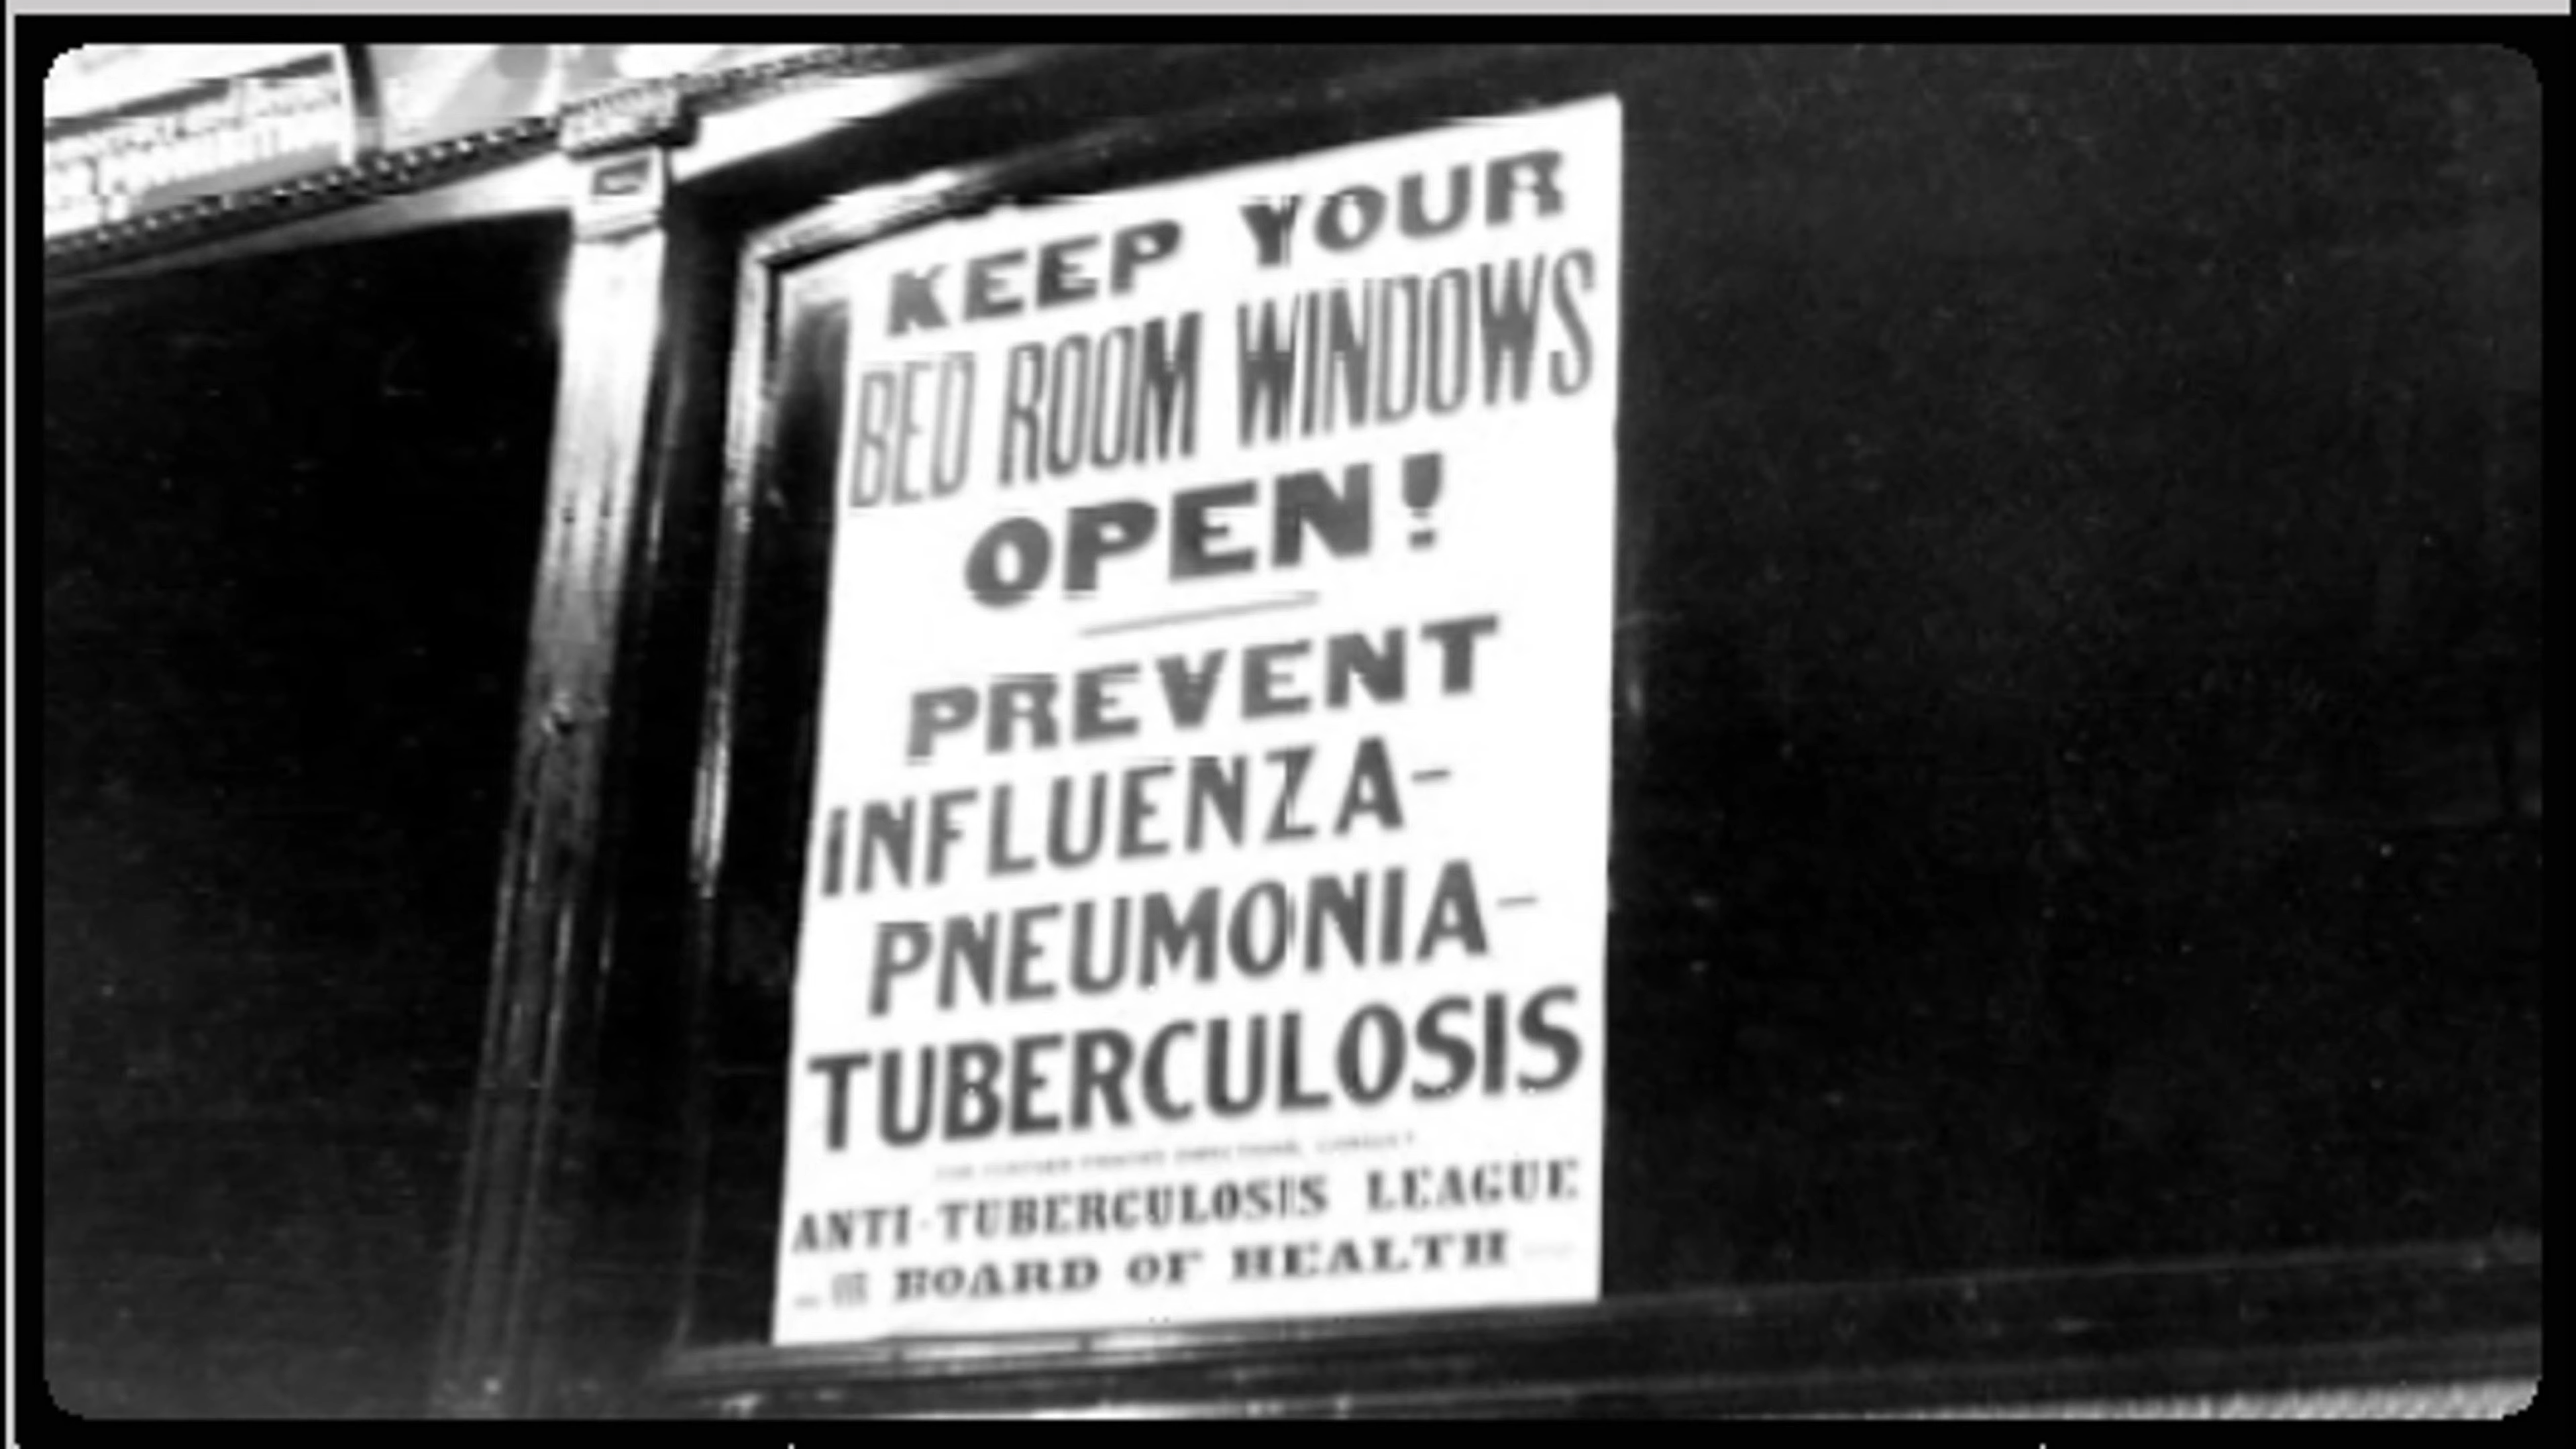 KEEP YOUR
BED ROOM WINDOWS
OPEN!
PREVENT
INFLUENZA-
PNEUMONIA-
TUBERCULOSIS
ANTI-TUBERCULOSIS LEAGUE
BOARD OF HEALTH